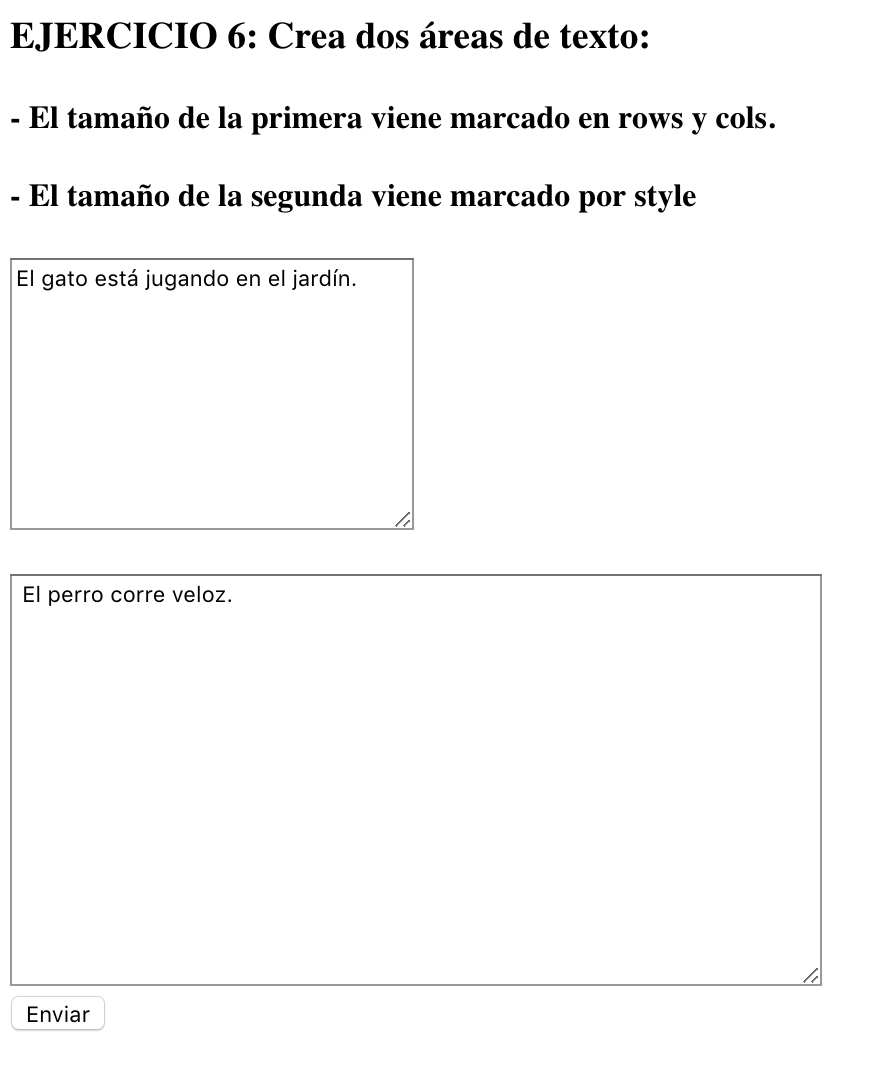 EJERCICIO 6: Crea dos áreas de texto:
- El tamaño de la primera viene marcado en rows y cols.
- El tamaño de la segunda viene marcado por style
El gato está jugando en el jardín.
El perro corre veloz.
Enviar